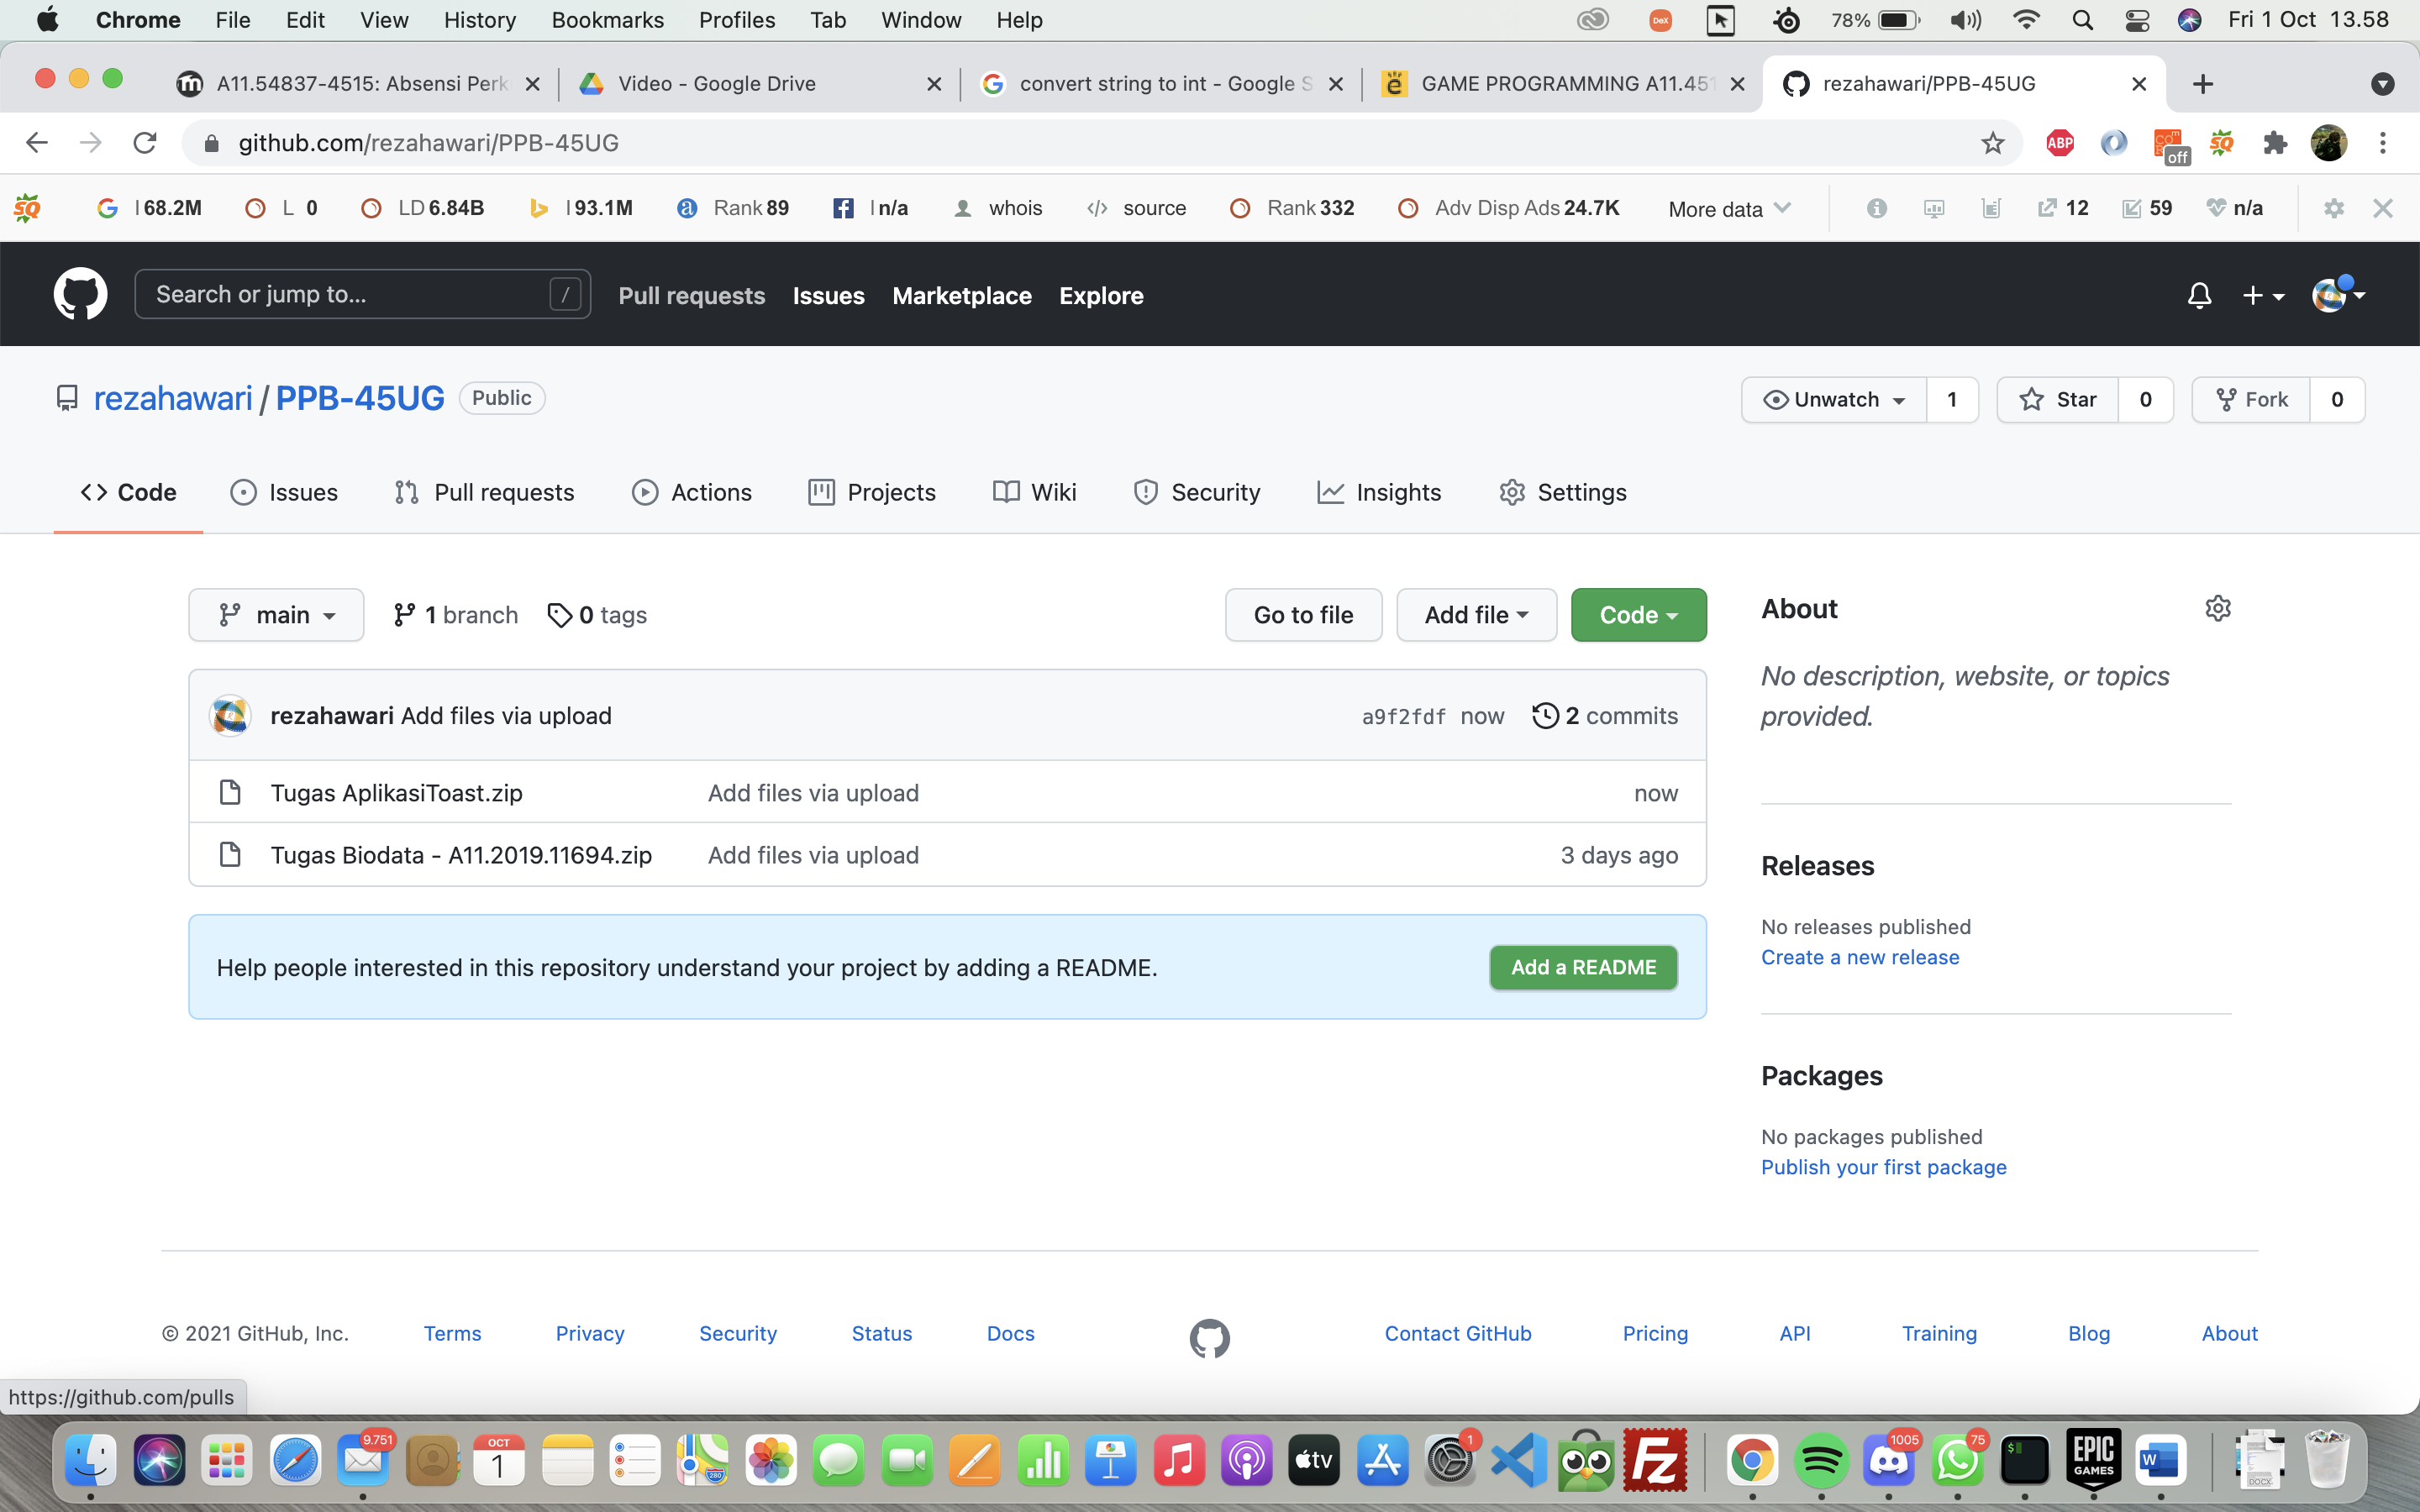 Chrome File Edit View History Bookmarks Profiles Tab Window Help DeX 78% Fri 1 Oct 13.58
A11.54837-4515: Absensi Perk Video - Google Drive convert string to int - Google S GAME PROGRAMMING A11.451 rezahawari/PPB-45UG
github.com/rezahawari/PPB-45UG ABP off
SQ I 68.2M L 0 LD 6.84B I 93.1M a Rank 89 I n/a whois source Rank 332 Adv Disp Ads 24.7K More data 12 59 n/a
Search or jump to... / Pull requests Issues Marketplace Explore
rezahawari / PPB-45UG Public Unwatch 1 Star 0 Fork 0
Code Issues Pull requests Actions Projects Wiki Security Insights Settings
main 1 branch 0 tags Go to file Add file Code About
No description, website, or topics
provided.
rezahawari Add files via upload a9f2fdf now 2 commits
Tugas AplikasiToast.zip Add files via upload now
Tugas Biodata - A11.2019.11694.zip Add files via upload 3 days ago
Releases
No releases published
Create a new release
Help people interested in this repository understand your project by adding a README. Add a README
Packages
No packages published
Publish your first package
© 2021 GitHub, Inc. Terms Privacy Security Status Docs Contact GitHub Pricing API Training Blog About
https://github.com/pulls
9.751 OCT 1 280 tv 1 Fz 1005 75 $ EPIC GAMES W DOCX